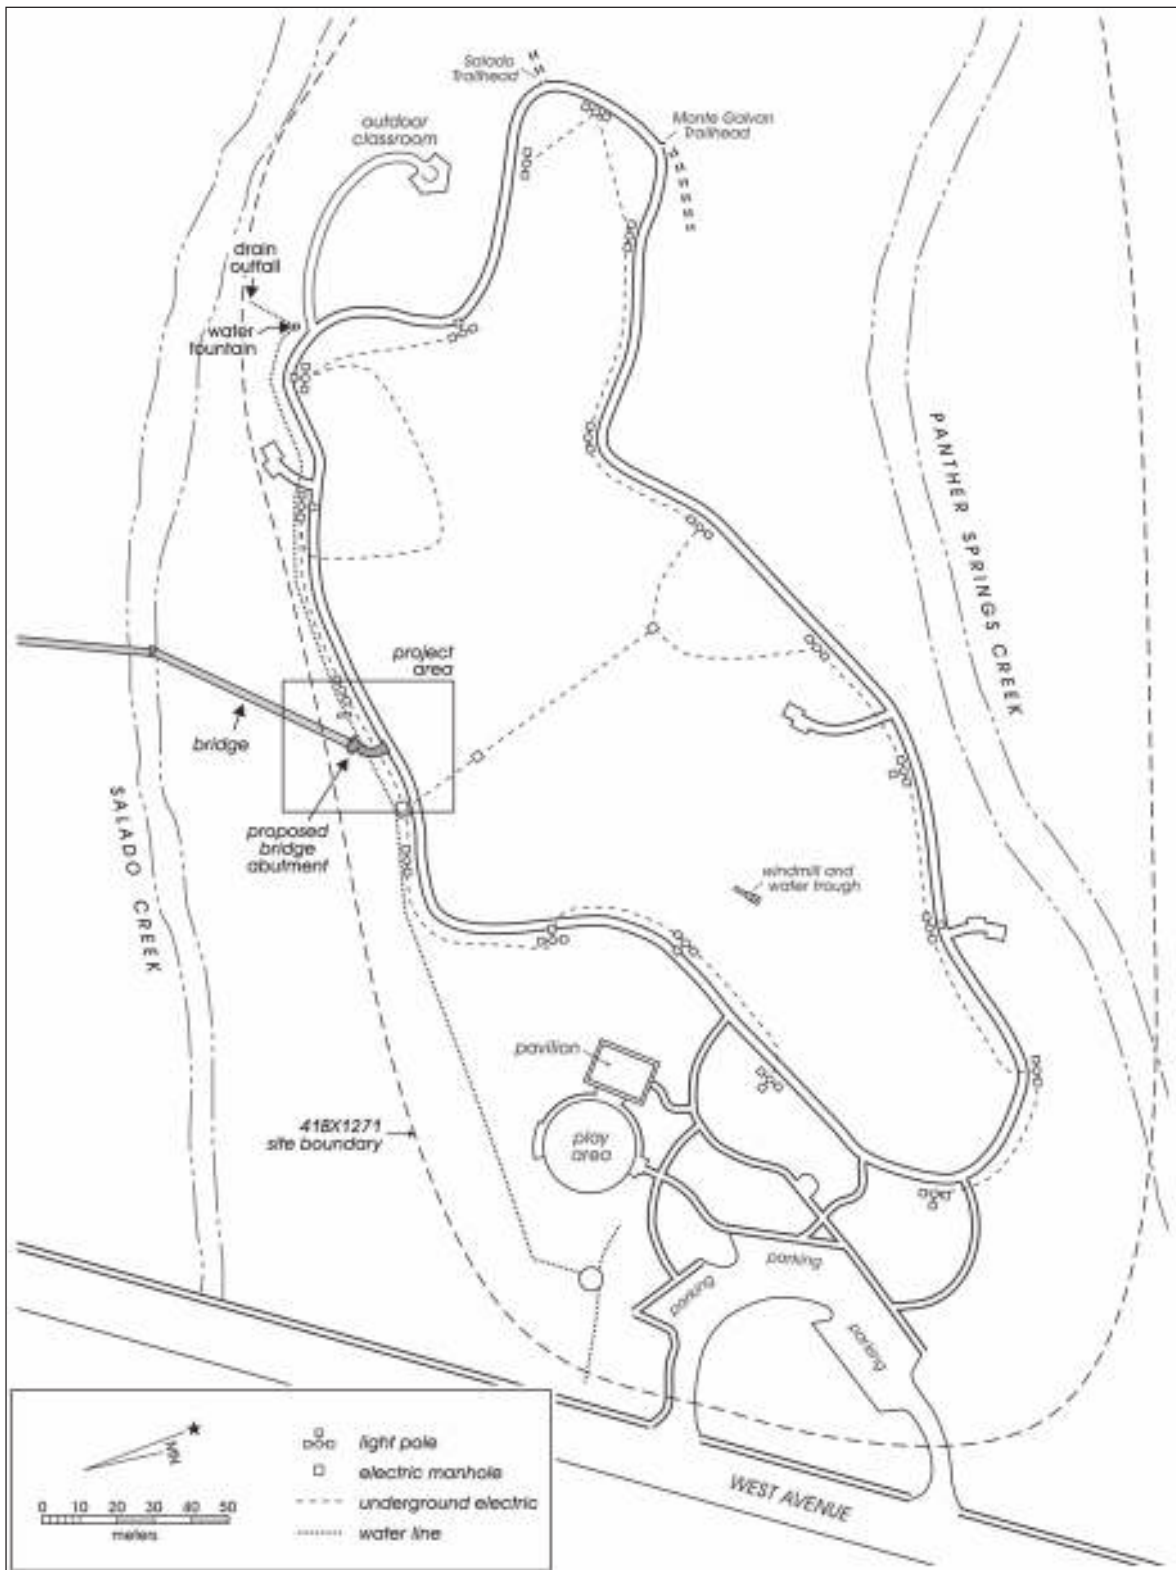 Salado
Trailhead
Monte Galvan
Trailhead
outdoor
classroom
drain
outfall
water
fountain
PANTHER SPRINGS CREEK
project
area
bridge
proposed
bridge
abutment
SALADO CREEK
windmill and
water trough
pavilion
41BX1271
site boundary
play
area
parking
parking
parking
WEST AVENUE
MN
light pole
electric manhole
underground electric
water line
0 10 20 30 40 50
meters